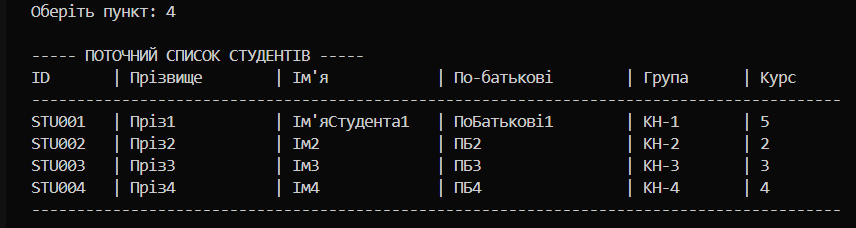 Оберіть пункт: 4
----- ПОТОЧНИЙ СПИСОК СТУДЕНТІВ -----
ID | Прізвище | Ім'я | По-батькові | Група | Курс
------------------------------------------------------------------------------------------
STU001 | Пріз1 | Ім'яСтудента1 | ПоБатькові1 | КН-1 | 5
STU002 | Пріз2 | Ім2 | ПБ2 | КН-2 | 2
STU003 | Пріз3 | Ім3 | ПБ3 | КН-3 | 3
STU004 | Пріз4 | Ім4 | ПБ4 | КН-4 | 4
------------------------------------------------------------------------------------------